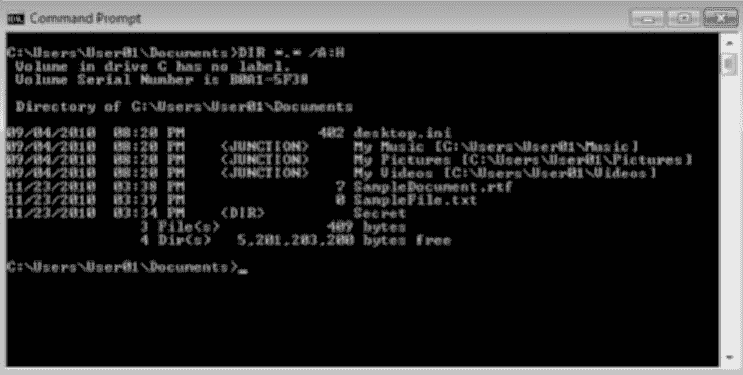 Command Prompt
C:\Users\User01\Documents>DIR *.* /A:H
 Volume in drive C has no label.
 Volume Serial Number is B0A1-5F38
 Directory of C:\Users\User01\Documents
09/04/2010  08:20 PM               402 desktop.ini
09/04/2010  08:20 PM    <JUNCTION>     My Music [C:\Users\User01\Music]
09/04/2010  08:20 PM    <JUNCTION>     My Pictures [C:\Users\User01\Pictures]
09/04/2010  08:20 PM    <JUNCTION>     My Videos [C:\Users\User01\Videos]
11/23/2010  03:38 PM                 7 SampleDocument.rtf
11/23/2010  03:39 PM                 0 SampleFile.txt
11/23/2010  03:34 PM    <DIR>          Secret
               3 File(s)            409 bytes
               4 Dir(s)   5,201,203,200 bytes free
C:\Users\User01\Documents>_